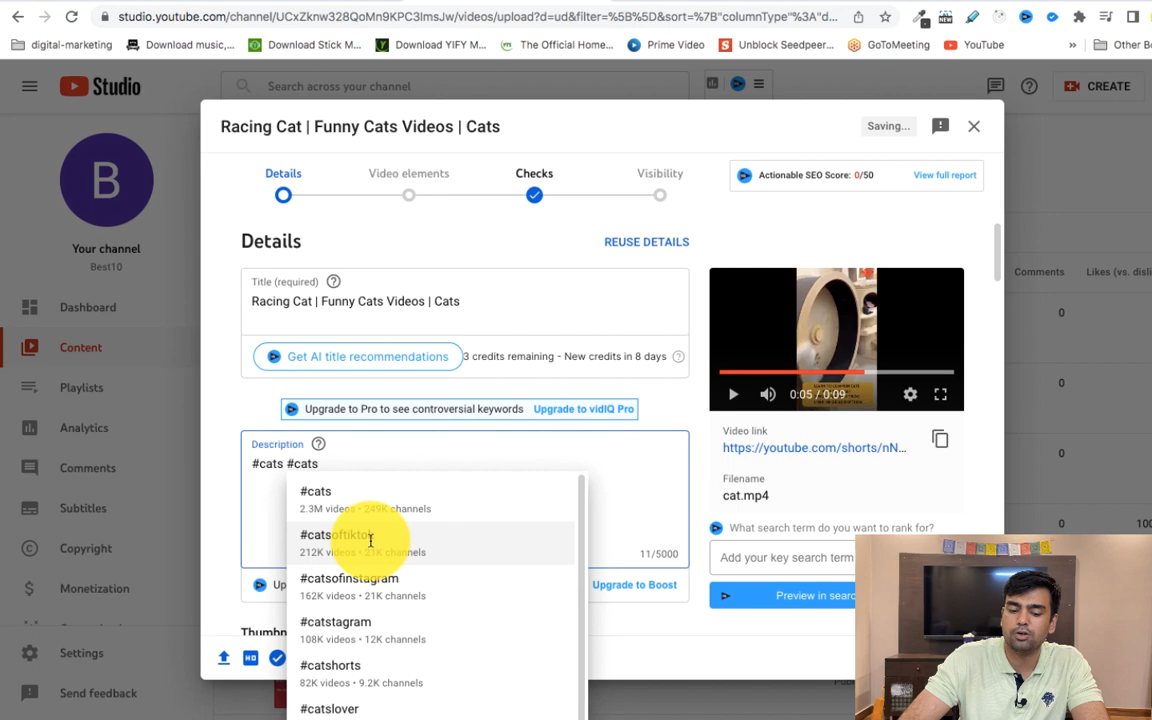 studio.youtube.com/channel/UCxZknw328QoMn9KPC3ImsJw/videos/upload?d=ud&filter=%5B%5D&sort=%7B"columnType"%3A"d...
digital-marketing
Download music,...
Download Stick M...
Download YIFY M...
The Official Home...
Prime Video
Unblock Seedpeer...
GoToMeeting
YouTube
»
Other Bo
Studio
Search across your channel
CREATE
B
Your channel
Best10
Dashboard
Content
Playlists
Analytics
Comments
Subtitles
Copyright
Monetization
Settings
Send feedback
Racing Cat | Funny Cats Videos | Cats
Saving...
Details
Video elements
Checks
Visibility
Actionable SEO Score: 0/50
View full report
Details
REUSE DETAILS
Title (required)
Racing Cat | Funny Cats Videos | Cats
Get AI title recommendations
3 credits remaining - New credits in 8 days
Upgrade to Pro to see controversial keywords
Upgrade to vidIQ Pro
Description
#cats #cats
#cats
2.3M videos • 249K channels
#catsoftiktok
212K videos • 21K channels
#catsofinstagram
162K videos • 21K channels
#catstagram
108K videos • 12K channels
#catshorts
82K videos • 9.2K channels
#catslover
11/5000
Upgrade to Boost
0:05 / 0:09
Video link
https://youtube.com/shorts/nN...
Filename
cat.mp4
What search term do you want to rank for?
Add your key search term
Preview in searc
HD
Comments
Likes (vs. disli
0
0
0
0
0
100